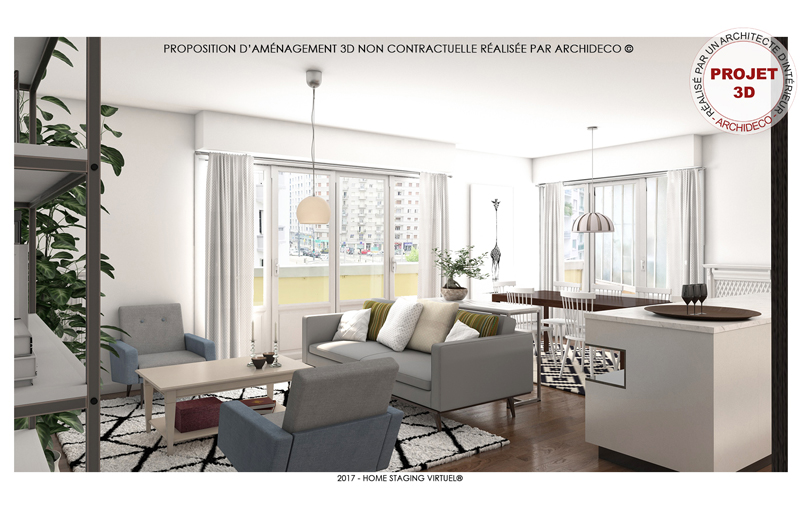 PROPOSITION D'AMÉNAGEMENT 3D NON CONTRACTUELLE RÉALISÉE PAR ARCHIDECO ©
RÉALISÉ PAR UN ARCHITECTE D'INTÉRIEUR
PROJET
3D
- ARCHIDECO -
2017 - HOME STAGING VIRTUEL®